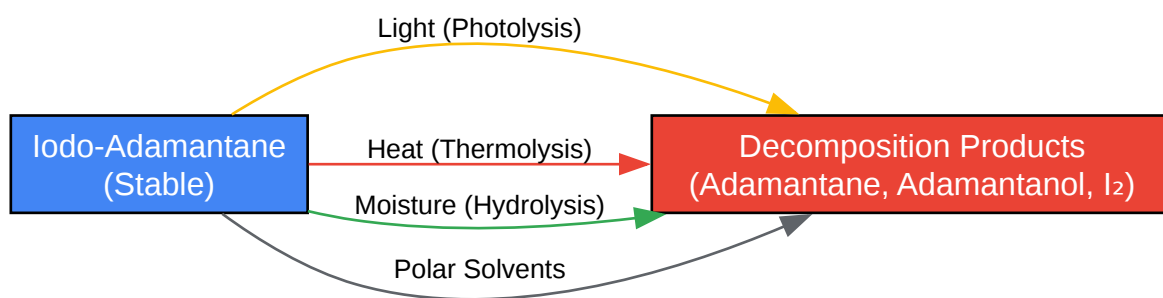 Light (Photolysis)
Iodo-Adamantane
(Stable)
Heat (Thermolysis)
Decomposition Products
(Adamantane, Adamantanol, I₂)
Moisture (Hydrolysis)
Polar Solvents